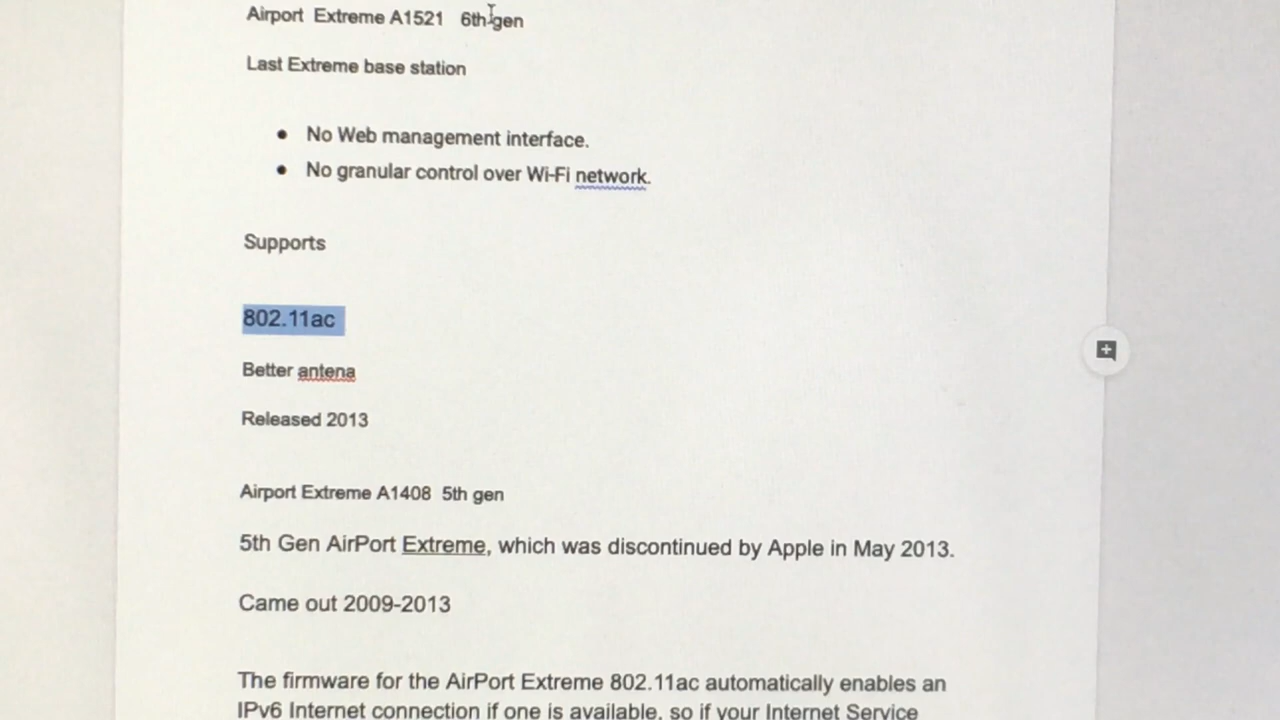 Airport Extreme A1521 6th gen
Last Extreme base station
● No Web management interface.
● No granular control over Wi-Fi network.
Supports
802.11ac
Better antena
Released 2013
Airport Extreme A1408 5th gen
5th Gen AirPort Extreme, which was discontinued by Apple in May 2013.
Came out 2009-2013
The firmware for the AirPort Extreme 802.11ac automatically enables an
IPv6 Internet connection if one is available, so if your Internet Service